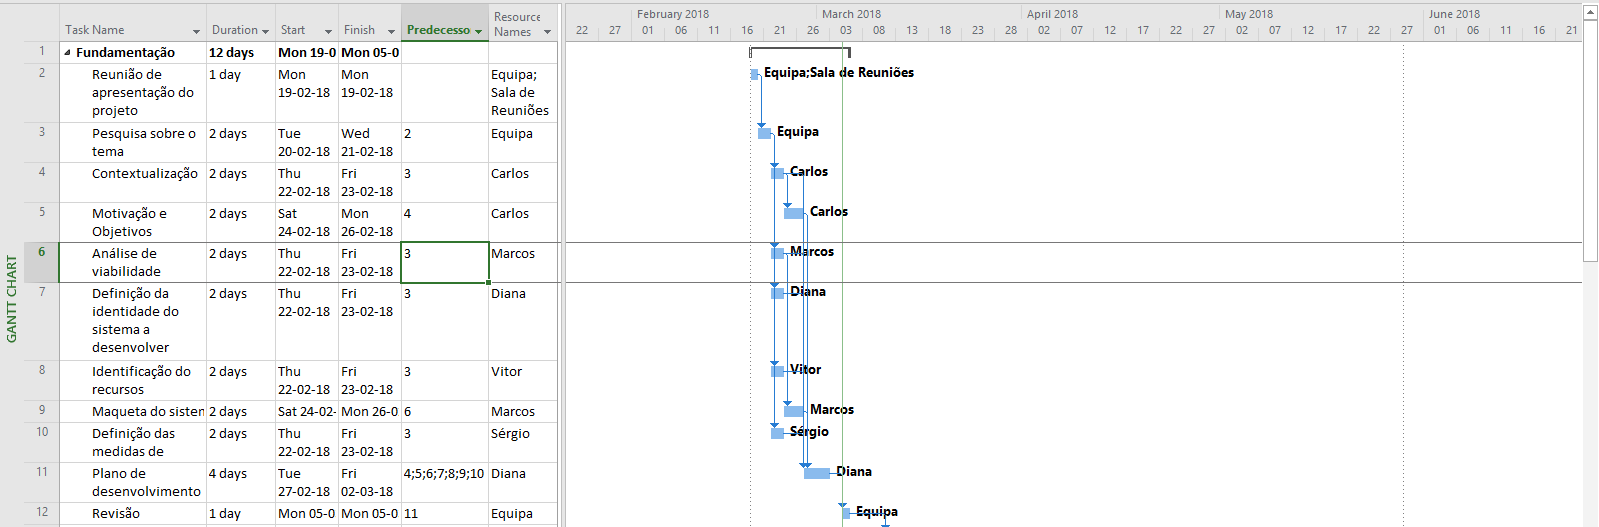 Task Name Duration Start Finish Predecesso Resource Names
February 2018 March 2018 April 2018 May 2018 June 2018
22 27 01 06 11 16 21 26 03 08 13 18 23 28 02 07 12 17 22 27 02 07 12 17 22 27 01 06 11 16 21
GANTT CHART
1 Fundamentação 12 days Mon 19-0 Mon 05-0
2 Reunião de apresentação do projeto 1 day Mon 19-02-18 Mon 19-02-18 Equipa; Sala de Reuniões
Equipa;Sala de Reuniões
3 Pesquisa sobre o tema 2 days Tue 20-02-18 Wed 21-02-18 2 Equipa
Equipa
4 Contextualização 2 days Thu 22-02-18 Fri 23-02-18 3 Carlos
Carlos
5 Motivação e Objetivos 2 days Sat 24-02-18 Mon 26-02-18 4 Carlos
Carlos
6 Análise de viabilidade 2 days Thu 22-02-18 Fri 23-02-18 3 Marcos
Marcos
7 Definição da identidade do sistema a desenvolver 2 days Thu 22-02-18 Fri 23-02-18 3 Diana
Diana
8 Identificação do recursos 2 days Thu 22-02-18 Fri 23-02-18 3 Vitor
Vitor
9 Maqueta do sisten 2 days Sat 24-02- Mon 26-0 6 Marcos
Marcos
10 Definição das medidas de 2 days Thu 22-02-18 Fri 23-02-18 3 Sérgio
Sérgio
11 Plano de desenvolvimento 4 days Tue 27-02-18 Fri 02-03-18 4;5;6;7;8;9;10 Diana
Diana
12 Revisão 1 day Mon 05-0 Mon 05-0 11 Equipa
Equipa